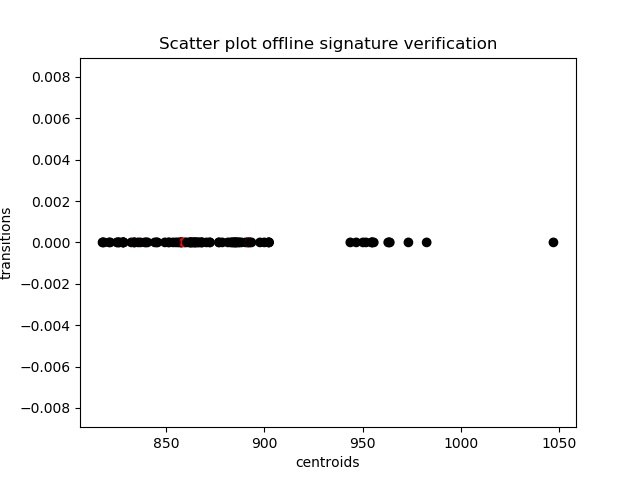 Scatter plot offline signature verification
0.008
0.006
0.004
0.002
0.000
−0.002
−0.004
−0.006
−0.008
transitions
850 900 950 1000 1050
centroids